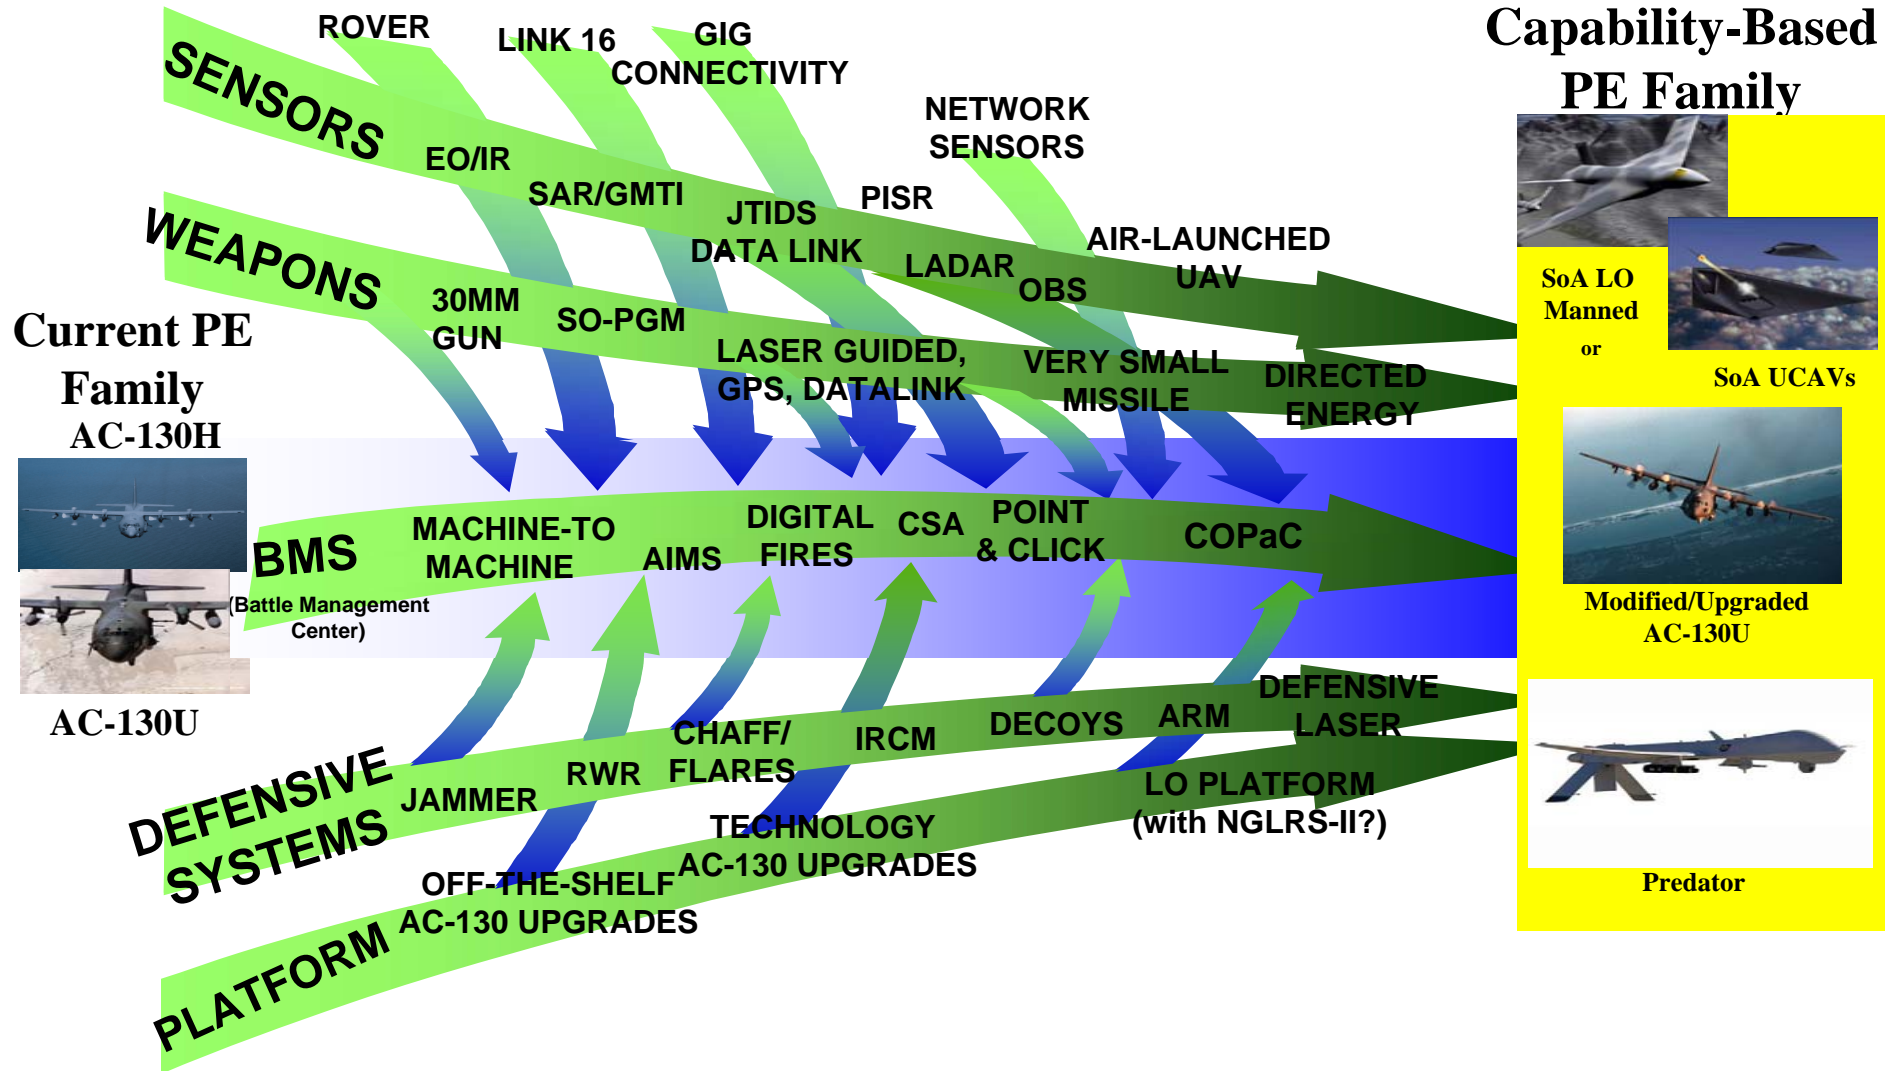 Current PE
Family
AC-130H
AC-130U
SENSORS
ROVER
LINK 16
GIG
CONNECTIVITY
NETWORK
SENSORS
EO/IR
SAR/GMTI
JTIDS
DATA LINK
PISR
LADAR
OBS
AIR-LAUNCHED
UAV
WEAPONS
30MM
GUN
SO-PGM
LASER GUIDED,
GPS, DATALINK
VERY SMALL
MISSILE
DIRECTED
ENERGY
BMS
(Battle Management
Center)
MACHINE-TO
MACHINE
AIMS
DIGITAL
FIRES
CSA
POINT
& CLICK
COPaC
DEFENSIVE
SYSTEMS
JAMMER
RWR
CHAFF/
FLARES
IRCM
DECOYS
ARM
DEFENSIVE
LASER
PLATFORM
OFF-THE-SHELF
AC-130 UPGRADES
TECHNOLOGY
AC-130 UPGRADES
LO PLATFORM
(with NGLRS-II?)
Capability-Based
PE Family
SoA LO
Manned
or
SoA UCAVs
Modified/Upgraded
AC-130U
Predator